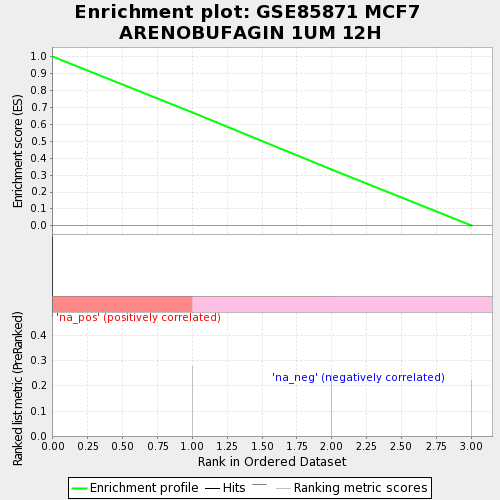 Enrichment plot: GSE85871 MCF7
ARENOBUFAGIN 1UM 12H
Enrichment score (ES)
1.0
0.9
0.8
0.7
0.6
0.5
0.4
0.3
0.2
0.1
0.0
'na_pos' (positively correlated)
'na_neg' (negatively correlated)
Ranked list metric (PreRanked)
0.4
0.3
0.2
0.1
0.0
0.00 0.25 0.50 0.75 1.00 1.25 1.50 1.75 2.00 2.25 2.50 2.75 3.00
Rank in Ordered Dataset
Enrichment profile Hits Ranking metric scores